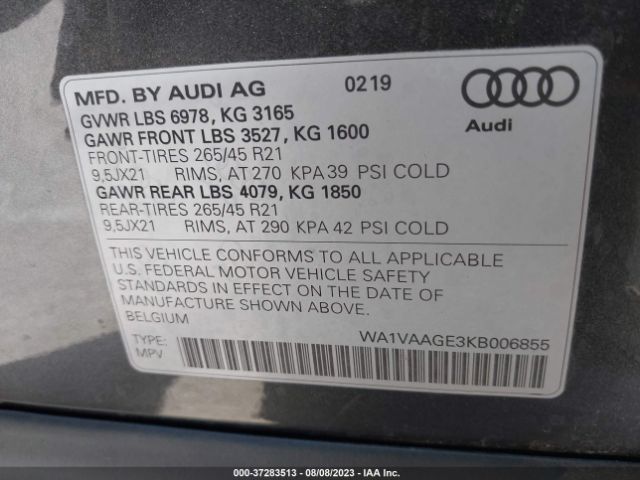 MFD. BY AUDI AG 0219
GVWR LBS 6978, KG 3165
GAWR FRONT LBS 3527, KG 1600
FRONT-TIRES 265/45 R21
9,5JX21 RIMS, AT 270 KPA 39 PSI COLD
GAWR REAR LBS 4079, KG 1850
REAR-TIRES 265/45 R21
9,5JX21 RIMS, AT 290 KPA 42 PSI COLD
Audi
THIS VEHICLE CONFORMS TO ALL APPLICABLE
U.S. FEDERAL MOTOR VEHICLE SAFETY
STANDARDS IN EFFECT ON THE DATE OF
MANUFACTURE SHOWN ABOVE.
BELGIUM
TYPE: WA1VAAGE3KB006855
MPV
000-37283513 - 08/08/2023 - IAA Inc.